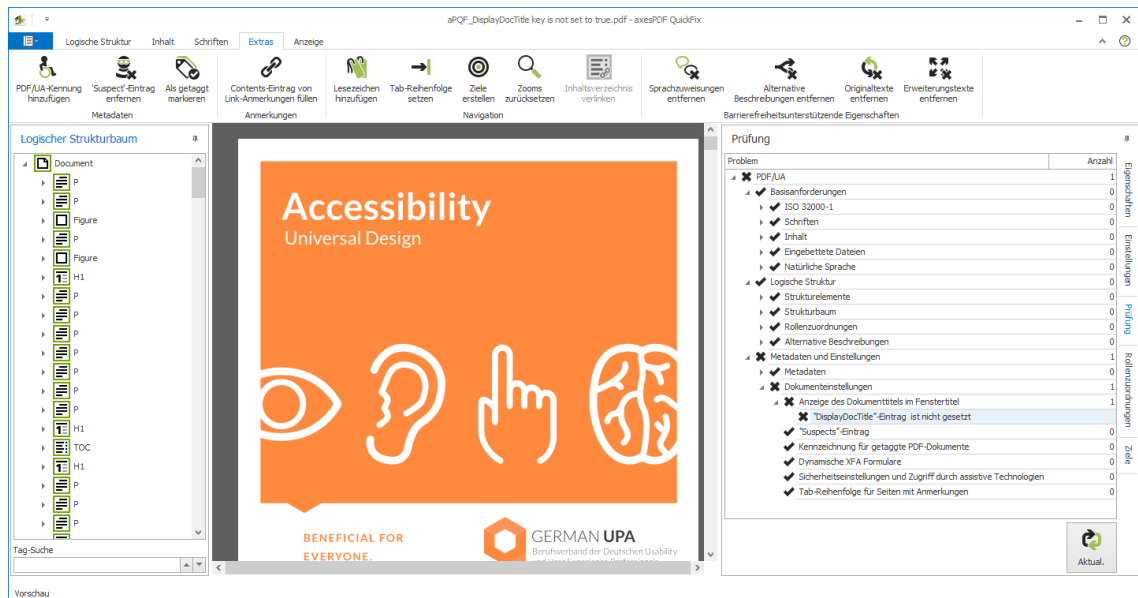 aPQF_DisplayDocTitle key is not set to true.pdf - axesPDF QuickFix
Logische Struktur Inhalt Schriften Extras Anzeige
PDF/UA-Kennung hinzufügen
'Suspect'-Eintrag entfernen
Als getaggt markieren
Contents-Eintrag von Link-Anmerkungen füllen
Lesezeichen hinzufügen
Tab-Reihenfolge setzen
Ziele erstellen
Zooms zurücksetzen
Inhaltsverzeichnis verlinken
Sprachzuweisungen entfernen
Alternative Beschreibungen entfernen
Originaltexte entfernen
Erweiterungstexte entfernen
Metadaten
Anmerkungen
Navigation
Barrierefreiheitsunterstützende Eigenschaften
Logischer Strukturbaum
Document
P
P
Figure
P
Figure
H1
P
P
P
P
P
P
P
H1
TOC
H1
P
P
P
Tag-Suche
Vorschau
Accessibility
Universal Design
BENEFICIAL FOR
EVERYONE.
GERMAN UPA
Berufsverband der Deutschen Usability
Prüfung
Problem Anzahl
PDF/UA 1
Basisanforderungen 0
ISO 32000-1 0
Schriften 0
Inhalt 0
Eingebettete Dateien 0
Natürliche Sprache 0
Logische Struktur 0
Strukturelemente 0
Strukturbaum 0
Rollenzuordnungen 0
Alternative Beschreibungen 0
Metadaten und Einstellungen 1
Metadaten 0
Dokumenteinstellungen 1
Anzeige des Dokumenttitels im Fenstertitel 1
"DisplayDocTitle"-Eintrag ist nicht gesetzt
"Suspects"-Eintrag 0
Kennzeichnung für getaggte PDF-Dokumente 0
Dynamische XFA Formulare 0
Sicherheitseinstellungen und Zugriff durch assistive Technologien 0
Tab-Reihenfolge für Seiten mit Anmerkungen 0
Aktual.
Eigenschaften
Einstellungen
Prüfung
Rollenzuordnungen
Ziele